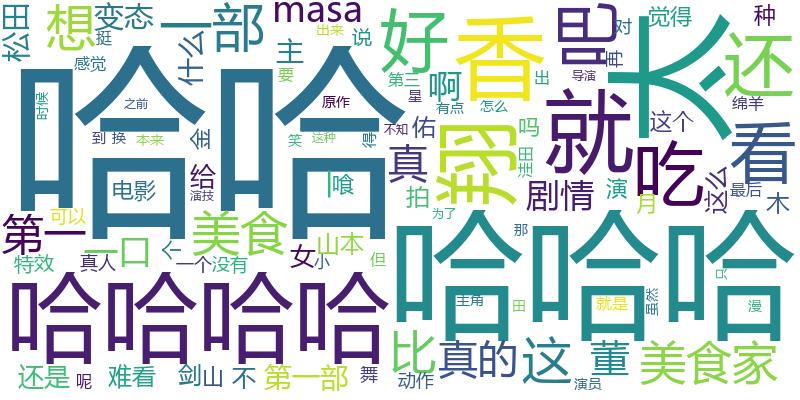 松田
想
变态
一部
什么
主
挺
感觉
masa
出来
说
要
好
香
吧
对
再
觉得
种
大
还
哈哈
时候
之前
到
换
本来
金
原作
笑
这种
得
不知
第三
星
啊
有点
出
导演
怎么
就
绵羊
翔
吗
佑
真
洼田
这个
吃
看
电影
给
演技
喰
拍
剧情
演
月
这么
最后
木
第一
可以
一口
个
美食
山本
女
小
为了
那
特效
真人
一个
没有
但
哈哈哈
主角
田
就是
虽然
只
漫
哈哈哈哈
还是
呢
难看
剑
山
不
第一部
舞
比
动作
真的
这
演员
董
美食家